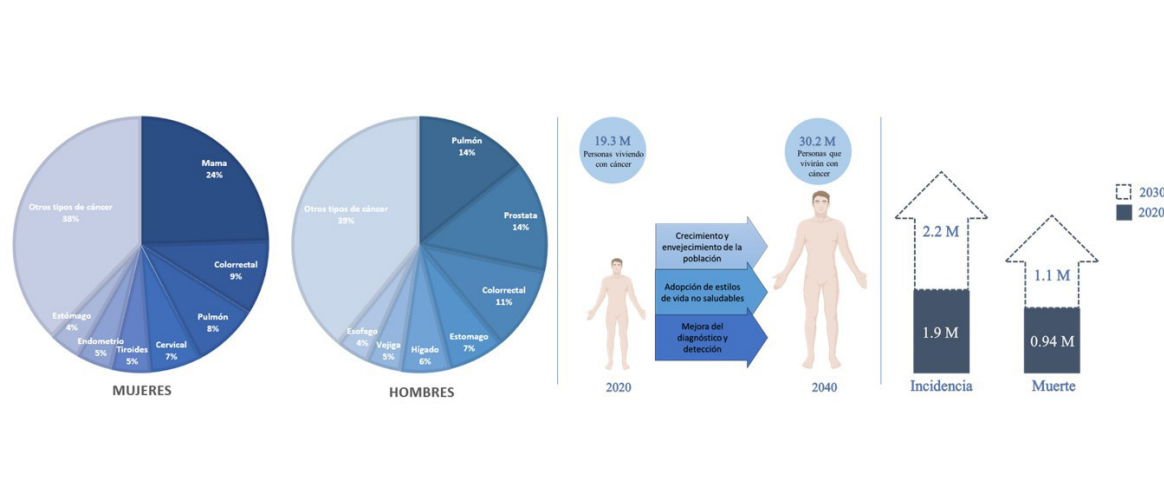 Mama
24%
Colorrectal
9%
Pulmón
8%
Cervical
7%
Tiroides
5%
Endometrio
5%
Estómago
4%
Otros tipos de cáncer
38%
MUJERES
Pulmón
14%
Prostata
14%
Colorrectal
11%
Estomago
7%
Hígado
6%
Vejiga
5%
Esofago
4%
Otros tipos de cáncer
39%
HOMBRES
19.3 M
Personas viviendo
con cáncer
2020
Crecimiento y
envejecimiento de la
población
Adopción de estilos
de vida no saludables
Mejora del
diagnóstico y
detección
30.2 M
Personas que
vivirán con
cáncer
2040
2.2 M
1.9 M
Incidencia
1.1 M
0.94 M
Muerte
2030
2020